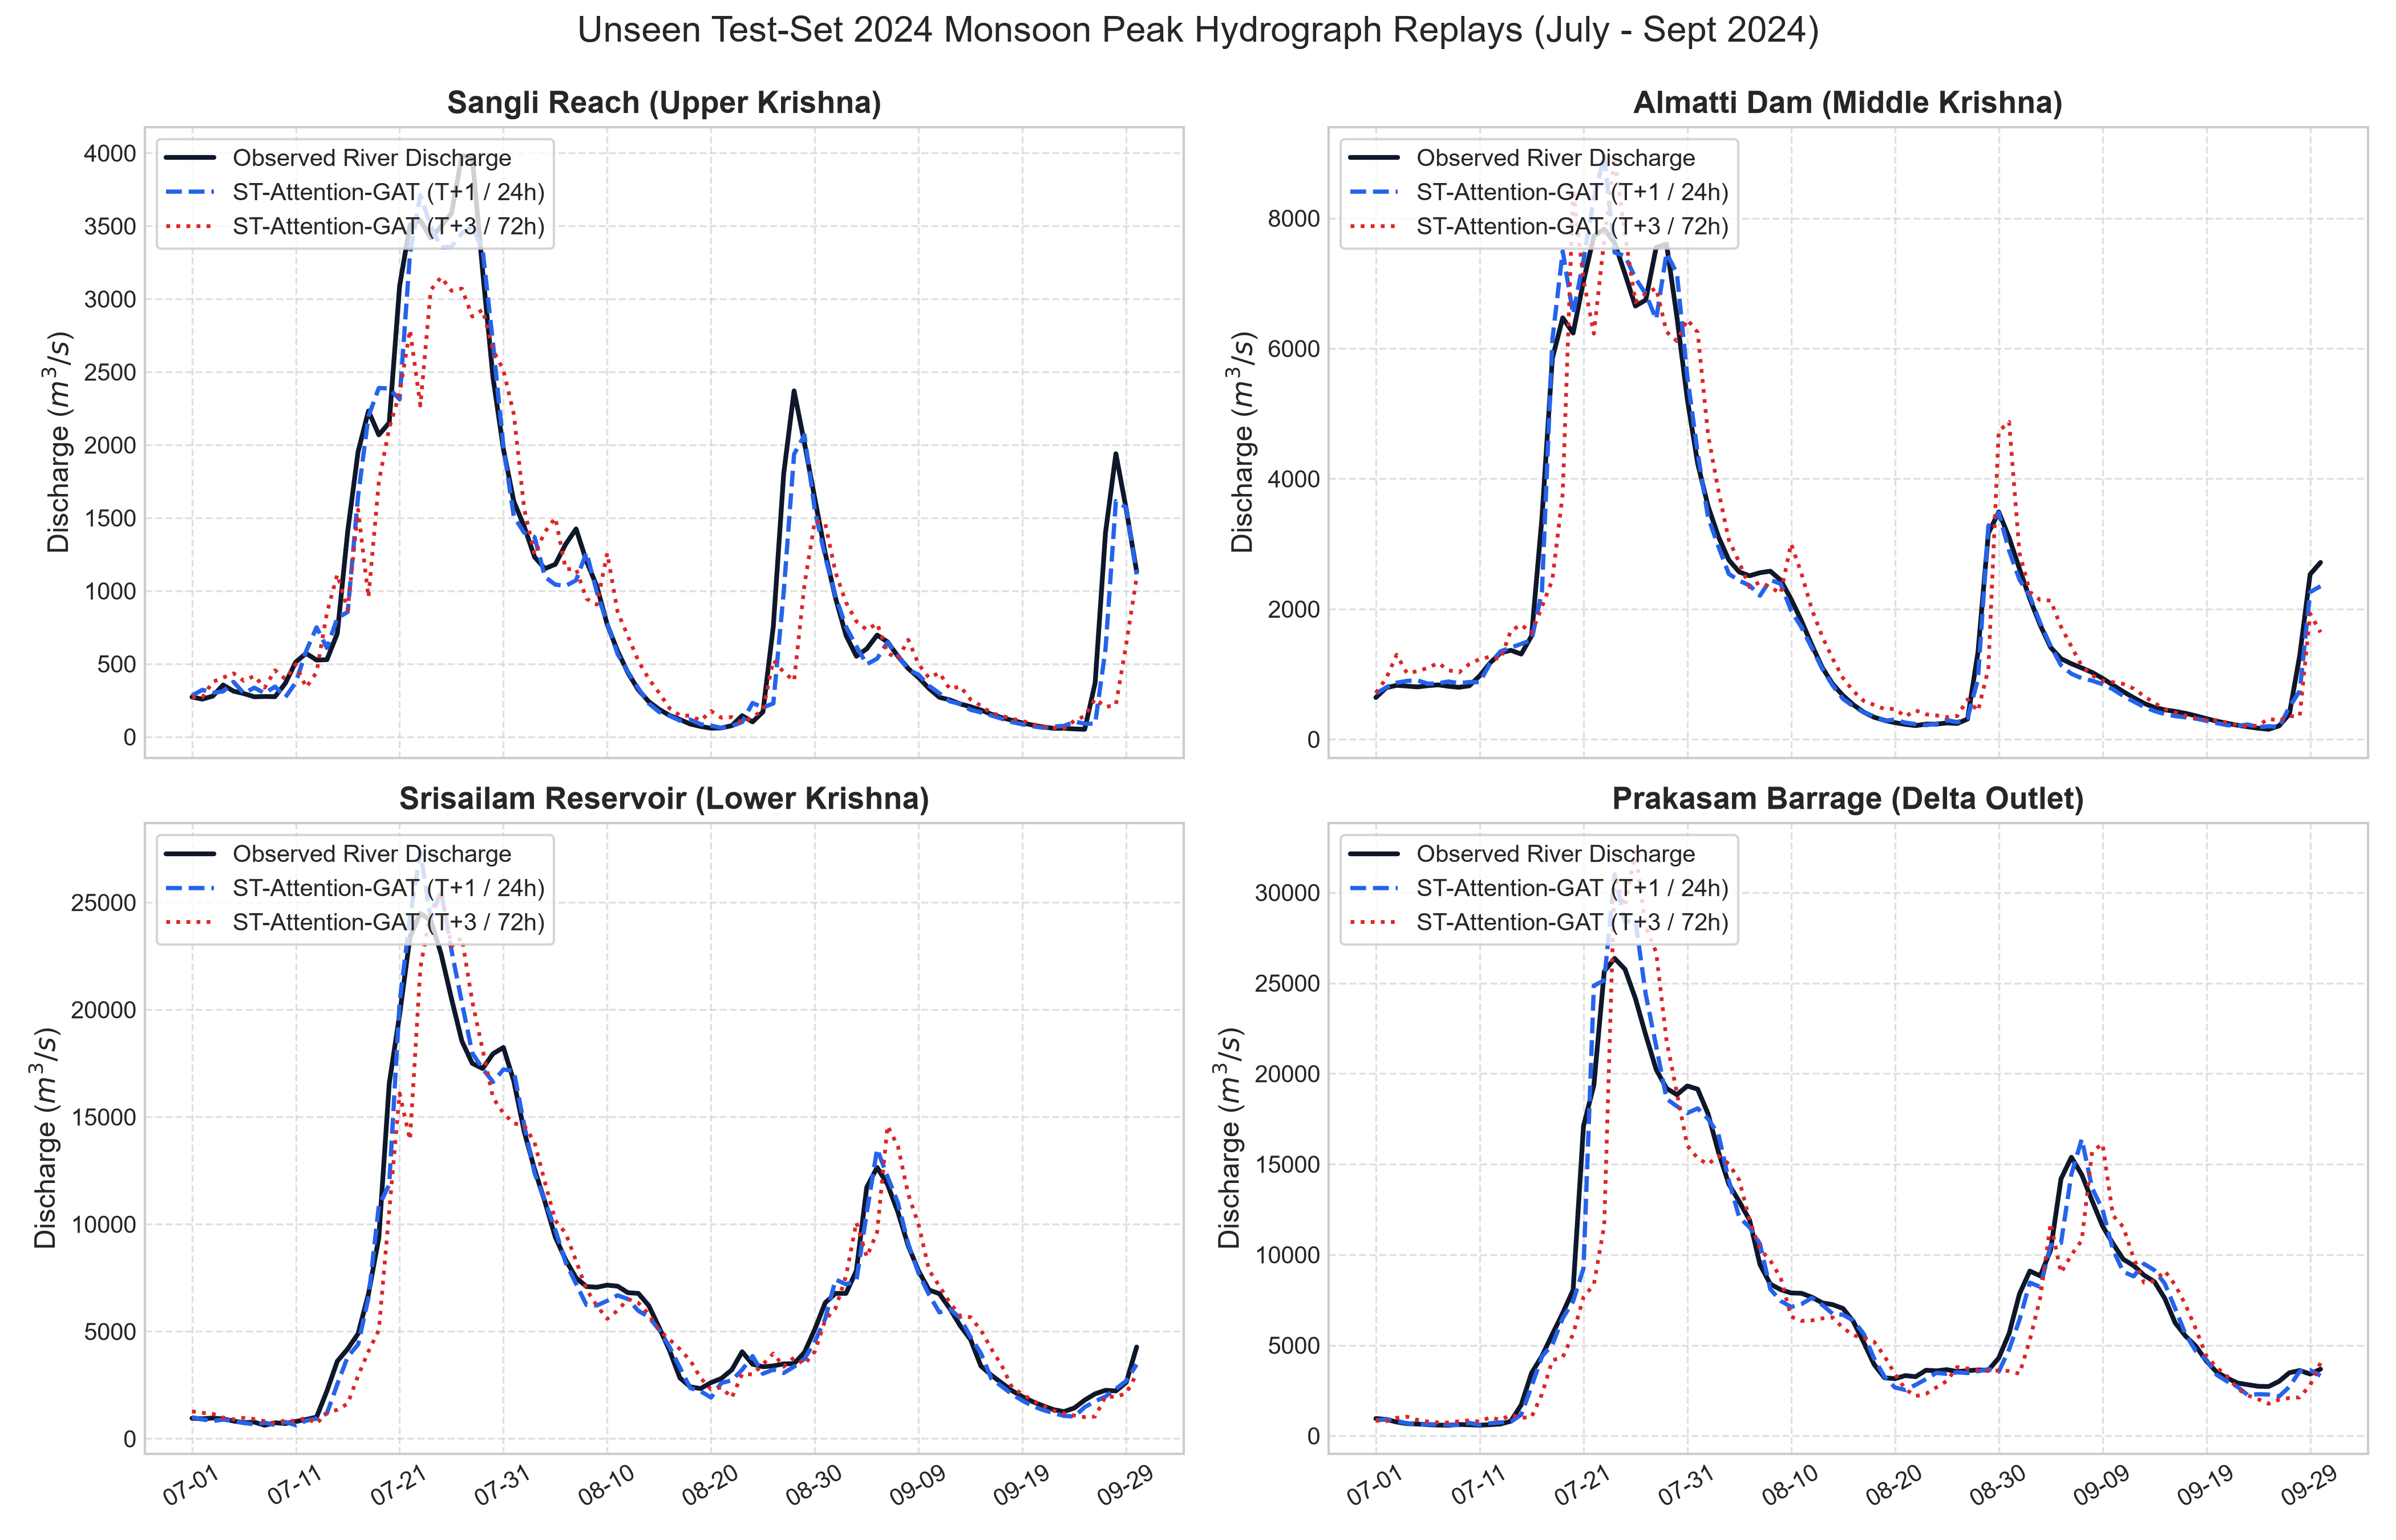 Unseen Test-Set 2024 Monsoon Peak Hydrograph Replays (July - Sept 2024)
Sangli Reach (Upper Krishna)
Observed River Discharge
ST-Attention-GAT (T+1 / 24h)
ST-Attention-GAT (T+3 / 72h)
Discharge (m³/s)
4000
3500
3000
2500
2000
1500
1000
500
0
Almatti Dam (Middle Krishna)
Observed River Discharge
ST-Attention-GAT (T+1 / 24h)
ST-Attention-GAT (T+3 / 72h)
Discharge (m³/s)
8000
6000
4000
2000
0
Srisailam Reservoir (Lower Krishna)
Observed River Discharge
ST-Attention-GAT (T+1 / 24h)
ST-Attention-GAT (T+3 / 72h)
Discharge (m³/s)
25000
20000
15000
10000
5000
0
07-01 07-11 07-21 07-31 08-10 08-20 08-30 09-09 09-19 09-29
Prakasam Barrage (Delta Outlet)
Observed River Discharge
ST-Attention-GAT (T+1 / 24h)
ST-Attention-GAT (T+3 / 72h)
Discharge (m³/s)
30000
25000
20000
15000
10000
5000
0
07-01 07-11 07-21 07-31 08-10 08-20 08-30 09-09 09-19 09-29